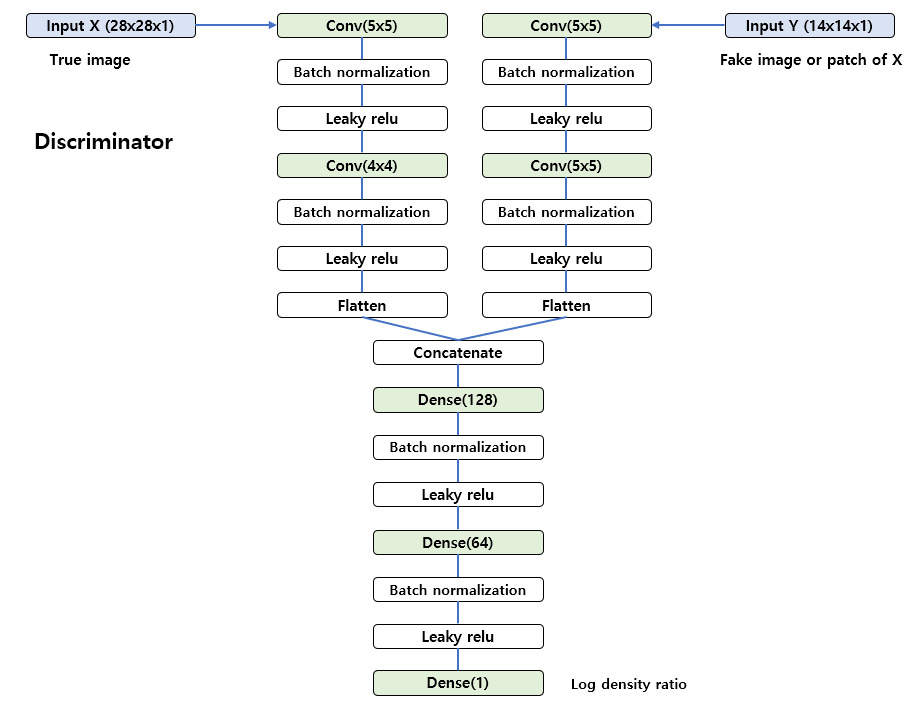 Input X (28x28x1)
Conv(5x5)
Conv(5x5)
Input Y (14x14x1)
True image
Fake image or patch of X
Batch normalization
Batch normalization
Leaky relu
Leaky relu
Discriminator
Conv(4x4)
Conv(5x5)
Batch normalization
Batch normalization
Leaky relu
Leaky relu
Flatten
Flatten
Concatenate
Dense(128)
Batch normalization
Leaky relu
Dense(64)
Batch normalization
Leaky relu
Dense(1)
Log density ratio